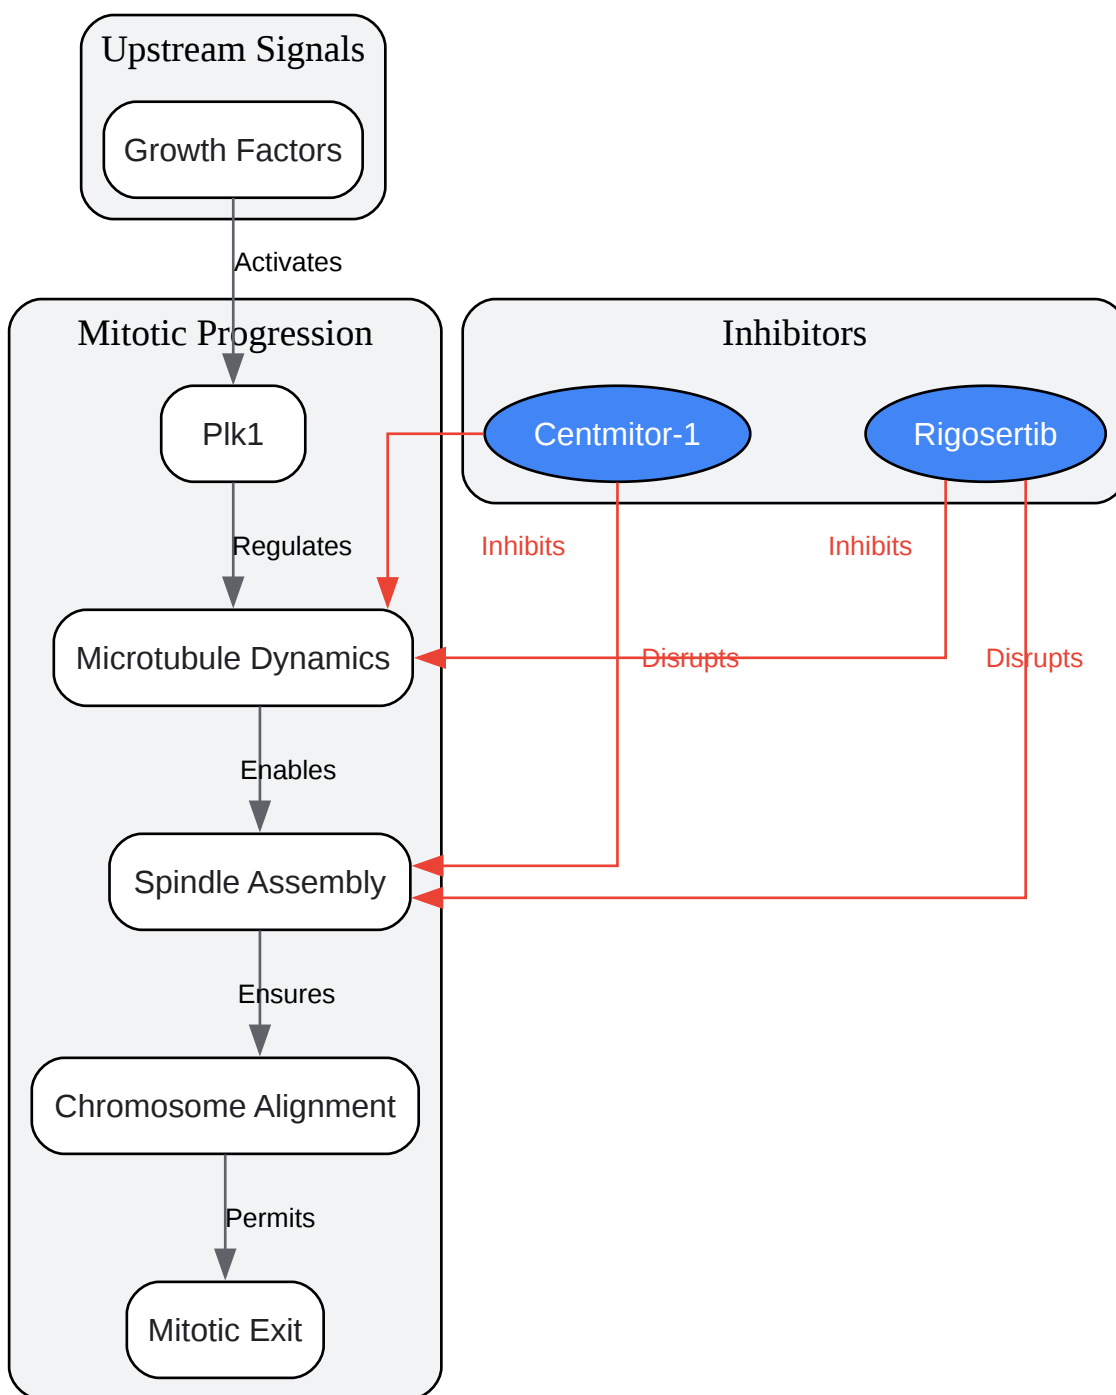 Upstream Signals
Growth Factors
Activates
Mitotic Progression
Inhibitors
Plk1
Centmitor-1
Rigosertib
Regulates
Inhibits
Inhibits
Microtubule Dynamics
Disrupts
Disrupts
Enables
Spindle Assembly
Ensures
Chromosome Alignment
Permits
Mitotic Exit